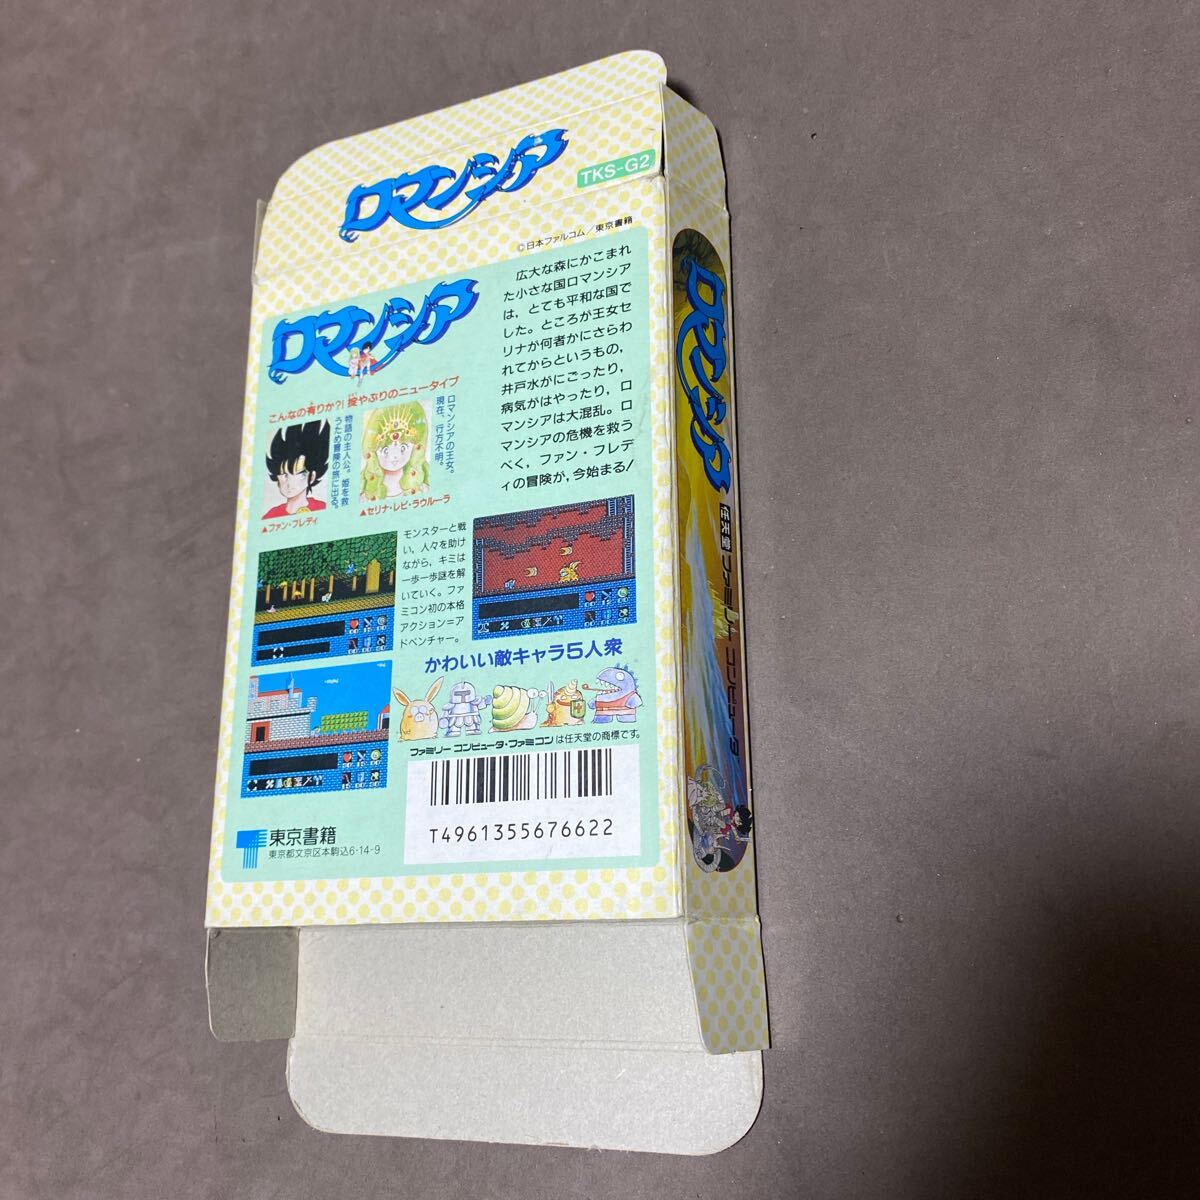 ロマンシア
TKS-G2
©日本ファルコム／東京書籍
ロマンシア
こんなの有りか?! 掟やぶりのニュータイプ
物語の主人公。姫を救
うため冒険の旅に出る。
▲ファン・フレディ
ロマンシアの王女。
現在、行方不明。
▲セリナ・レビ・ラウルーラ
広大な森にかこまれ
た小さな国ロマンシア
は，とても平和な国で
した。ところが王女セ
リナが何者かにさらわ
れてからというもの，
井戸水がにごったり，
病気がはやったり，ロ
マンシアは大混乱。ロ
マンシアの危機を救う
べく，ファン・フレデ
ィの冒険が，今始まる！
モンスターと戦
い，人々を助け
ながら，キミは
一歩一歩謎を解
いていく。ファ
ミコン初の本格
アクション＝ア
ドベンチャー。
かわいい敵キャラ5人衆
ファミリー コンピュータ・ファミコン は任天堂の商標です。
T4961355676622
東京書籍
東京都文京区本駒込6-14-9
ロマンシア
任天堂 ファミリー コンピュータ